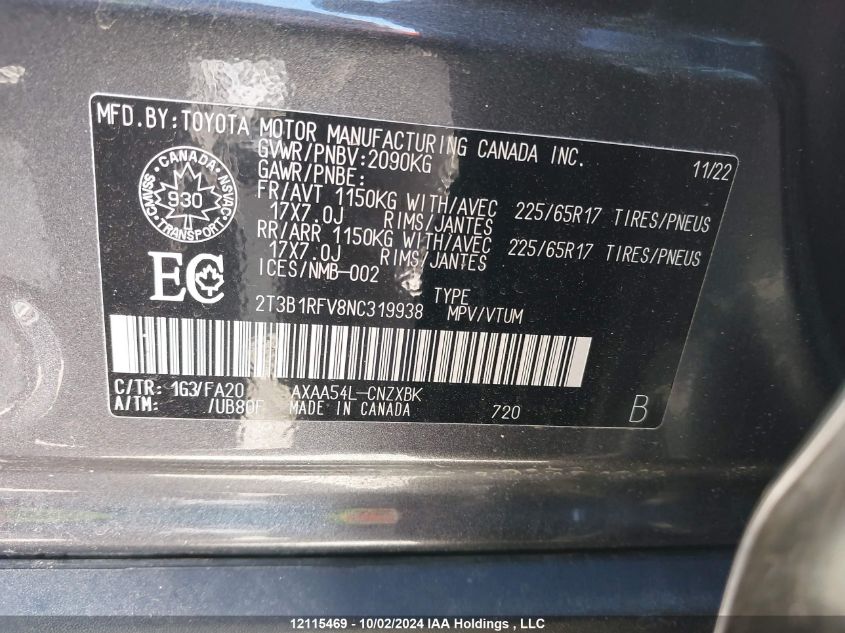 MFD.BY:TOYOTA MOTOR MANUFACTURING CANADA INC.
GVWR/PNBV:2090KG 11/22
GAWR/PNBE:
FR/AVT 1150KG WITH/AVEC 225/65R17 TIRES/PNEUS
17X7.0J RIMS/JANTES
RR/ARR 1150KG WITH/AVEC 225/65R17 TIRES/PNEUS
17X7.0J RIMS/JANTES
ICES/NMB-002
CANADA
CMVSS NSVAC
930
TRANSPORT
EC
TYPE
2T3B1RFV8NC319938 MPV/VTUM
C/TR: 1G3/FA20 AXAA54L-CNZXBK
A/TM: /UB80F MADE IN CANADA 720 B
12115469 - 10/02/2024 IAA Holdings , LLC